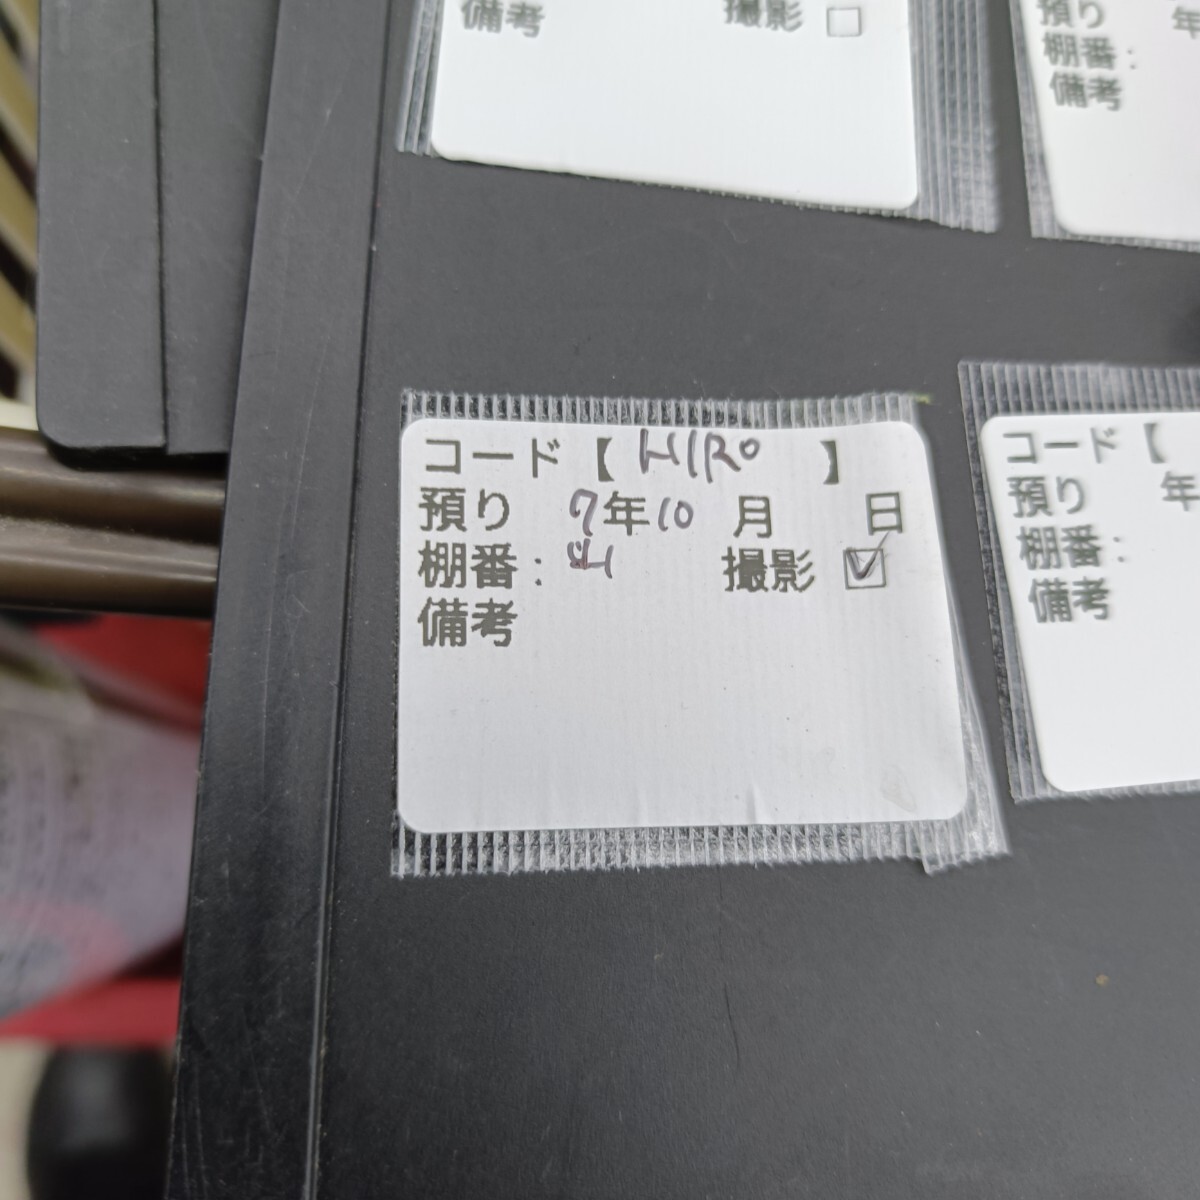 備考 撮影 □
預り 年
棚番:
備考
コード【 HIRO 】
預り 7年10月 日
棚番: 撮影 ☑
備考
コード【
預り 年
棚番:
備考